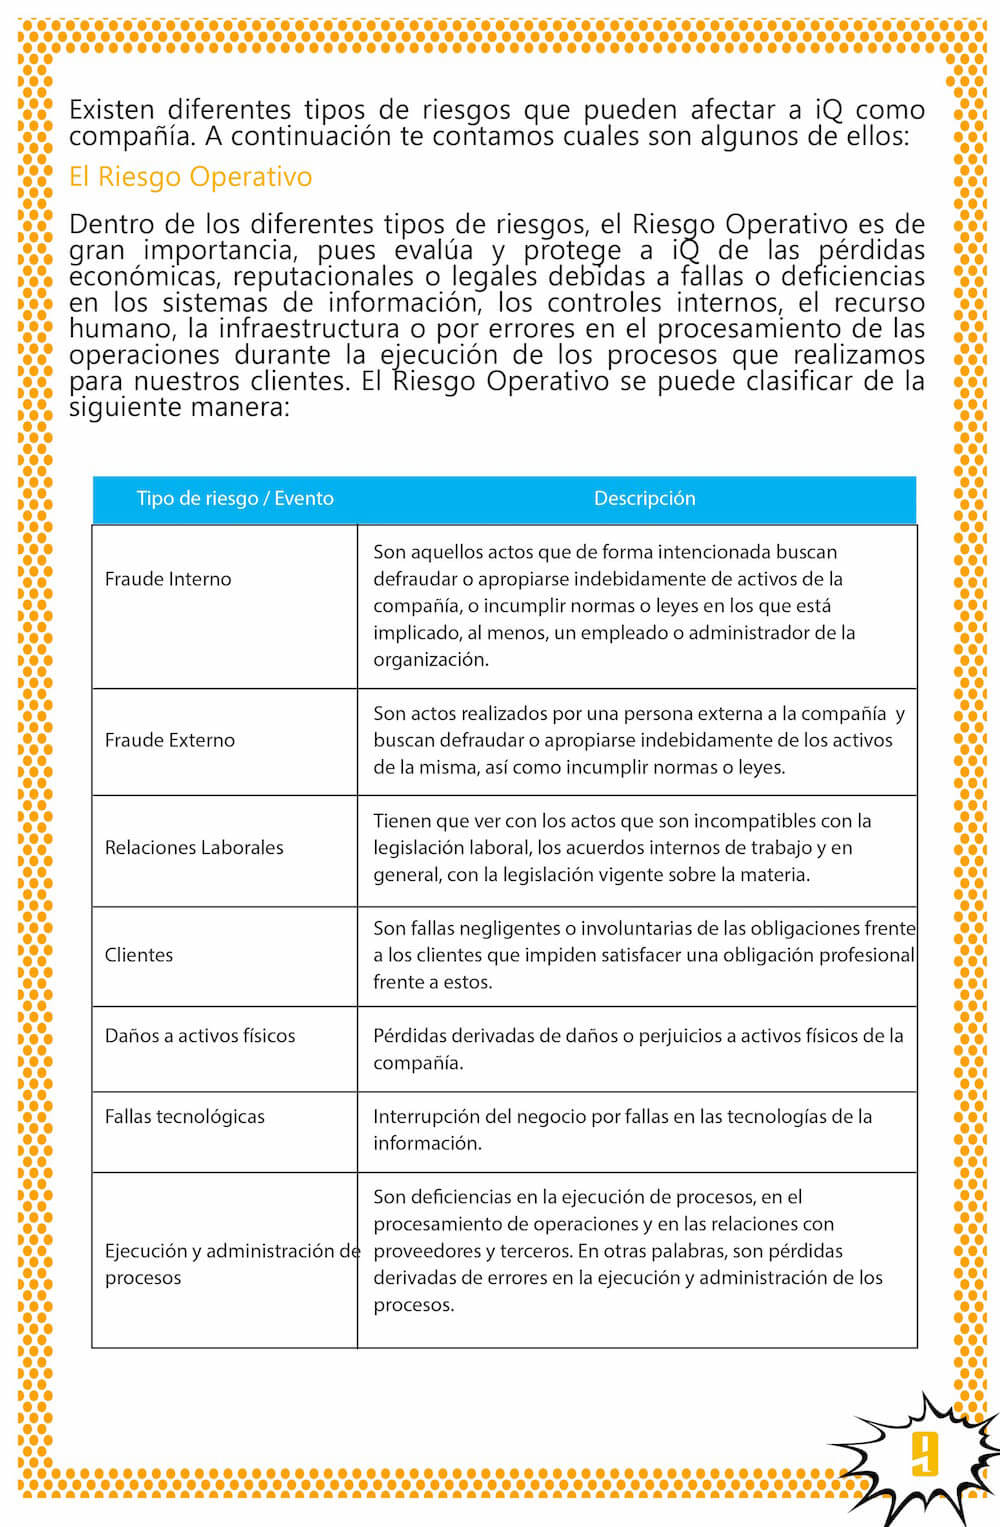 Existen diferentes tipos de riesgos que pueden afectar a iQ como
compañía. A continuación te contamos cuales son algunos de ellos:
El Riesgo Operativo
Dentro de los diferentes tipos de riesgos, el Riesgo Operativo es de
gran importancia, pues evalúa y protege a iQ de las pérdidas
económicas, reputacionales o legales debidas a fallas o deficiencias
en los sistemas de información, los controles internos, el recurso
humano, la infraestructura o por errores en el procesamiento de las
operaciones durante la ejecución de los procesos que realizamos
para nuestros clientes. El Riesgo Operativo se puede clasificar de la
siguiente manera:
Tipo de riesgo / Evento
Descripción
Fraude Interno
Son aquellos actos que de forma intencionada buscan
defraudar o apropiarse indebidamente de activos de la
compañía, o incumplir normas o leyes en los que está
implicado, al menos, un empleado o administrador de la
organización.
Fraude Externo
Son actos realizados por una persona externa a la compañía y
buscan defraudar o apropiarse indebidamente de los activos
de la misma, así como incumplir normas o leyes.
Relaciones Laborales
Tienen que ver con los actos que son incompatibles con la
legislación laboral, los acuerdos internos de trabajo y en
general, con la legislación vigente sobre la materia.
Clientes
Son fallas negligentes o involuntarias de las obligaciones frente
a los clientes que impiden satisfacer una obligación profesional
frente a estos.
Daños a activos físicos
Pérdidas derivadas de daños o perjuicios a activos físicos de la
compañía.
Fallas tecnológicas
Interrupción del negocio por fallas en las tecnologías de la
información.
Ejecución y administración de
procesos
Son deficiencias en la ejecución de procesos, en el
procesamiento de operaciones y en las relaciones con
proveedores y terceros. En otras palabras, son pérdidas
derivadas de errores en la ejecución y administración de los
procesos.
9